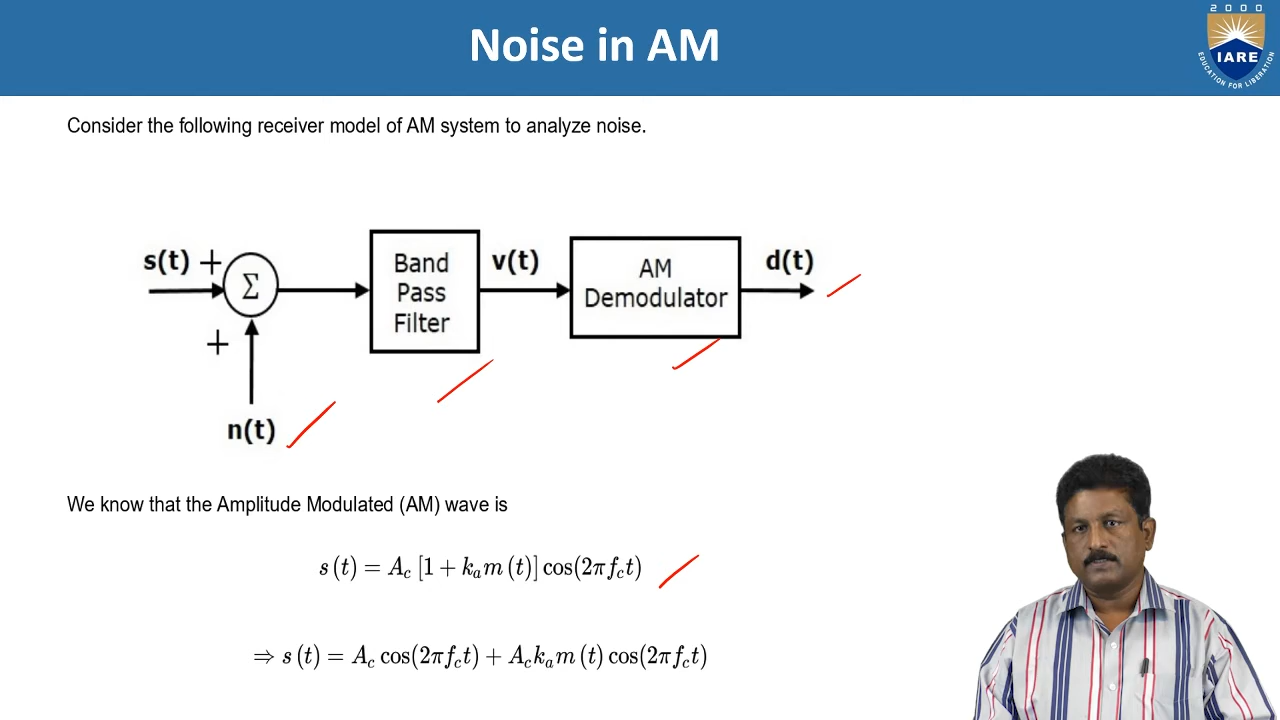 Noise in AM
2 0 0 0
IARE
EDUCATION FOR LIBERATION
Consider the following receiver model of AM system to analyze noise.
s(t) +
Σ
+
n(t)
Band
Pass
Filter
v(t)
AM
Demodulator
d(t)
We know that the Amplitude Modulated (AM) wave is
s (t) = A_c [1 + k_a m (t)] cos(2πf_c t)
⇒ s (t) = A_c cos(2πf_c t) + A_c k_a m (t) cos(2πf_c t)